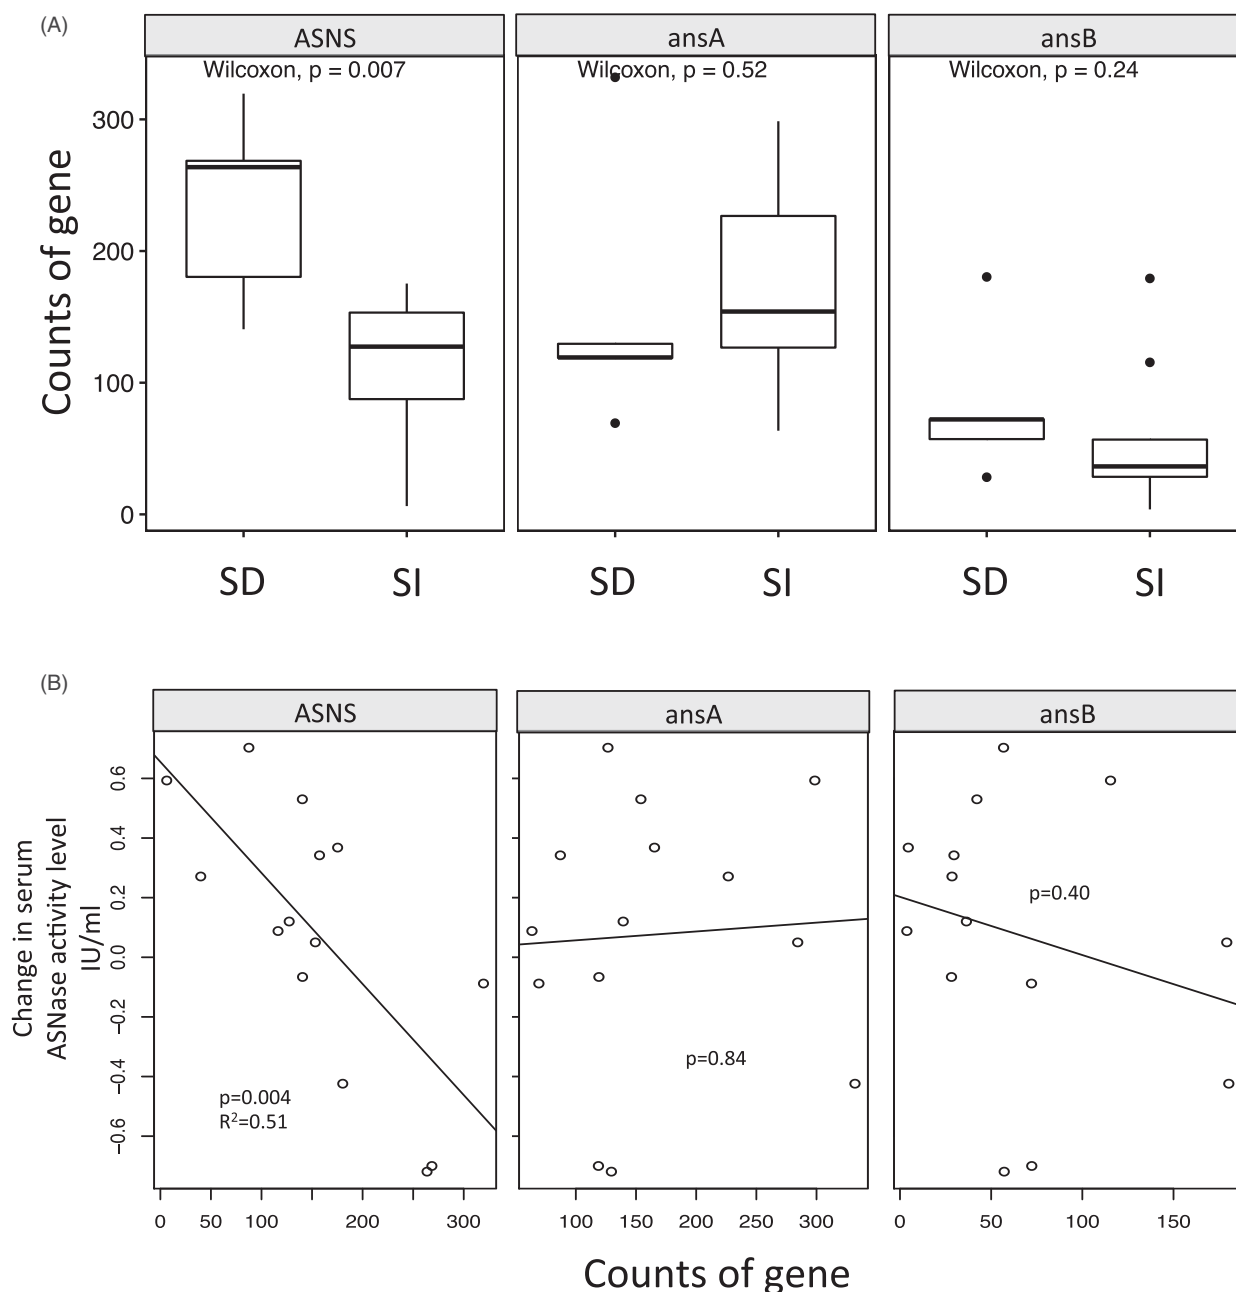 (A)
ASNS
ansA
ansB
Wilcoxon, p = 0.007
Wilcoxon, p = 0.52
Wilcoxon, p = 0.24
Counts of gene
300
200
100
0
SD
SI
SD
SI
SD
SI
(B)
ASNS
ansA
ansB
Change in serum
ASNase activity level
IU/ml
0.6
0.4
0.2
0.0
−0.2
−0.4
−0.6
p=0.004
R²=0.51
p=0.84
p=0.40
0 50 100 200 300
100 150 200 250 300
0 50 100 150
Counts of gene